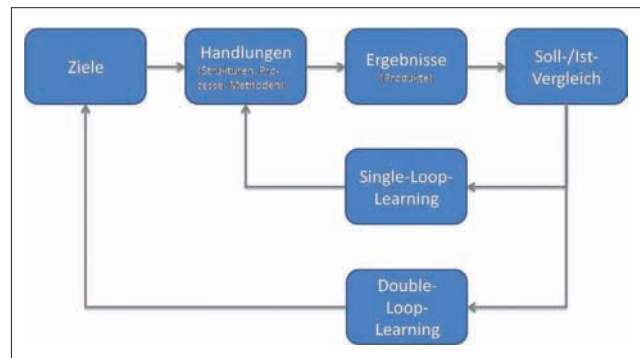 Ziele
Handlungen
(Strukturen, Pro-
zesse, Methoden)
Ergebnisse
(Produkte)
Soll-/Ist-
Vergleich
Single-Loop-
Learning
Double-
Loop-
Learning